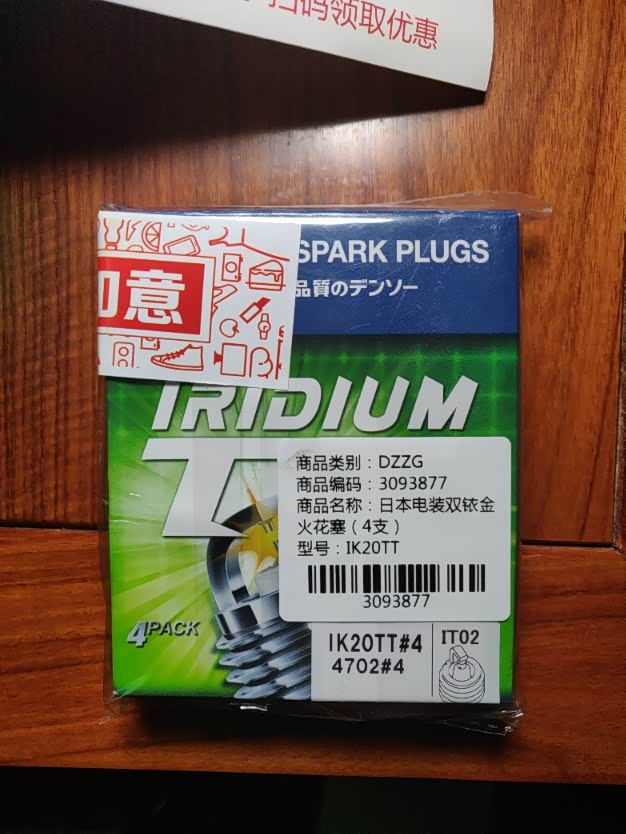 扫码领取优惠
SPARK PLUGS
品質のデンソー
意
IRIDIUM
T
商品类别：DZZG
商品编码：3093877
商品名称：日本电装双铱金
火花塞（4支）
型号：IK20TT
3093877
4PACK
IK20TT#4
4702#4
IT02